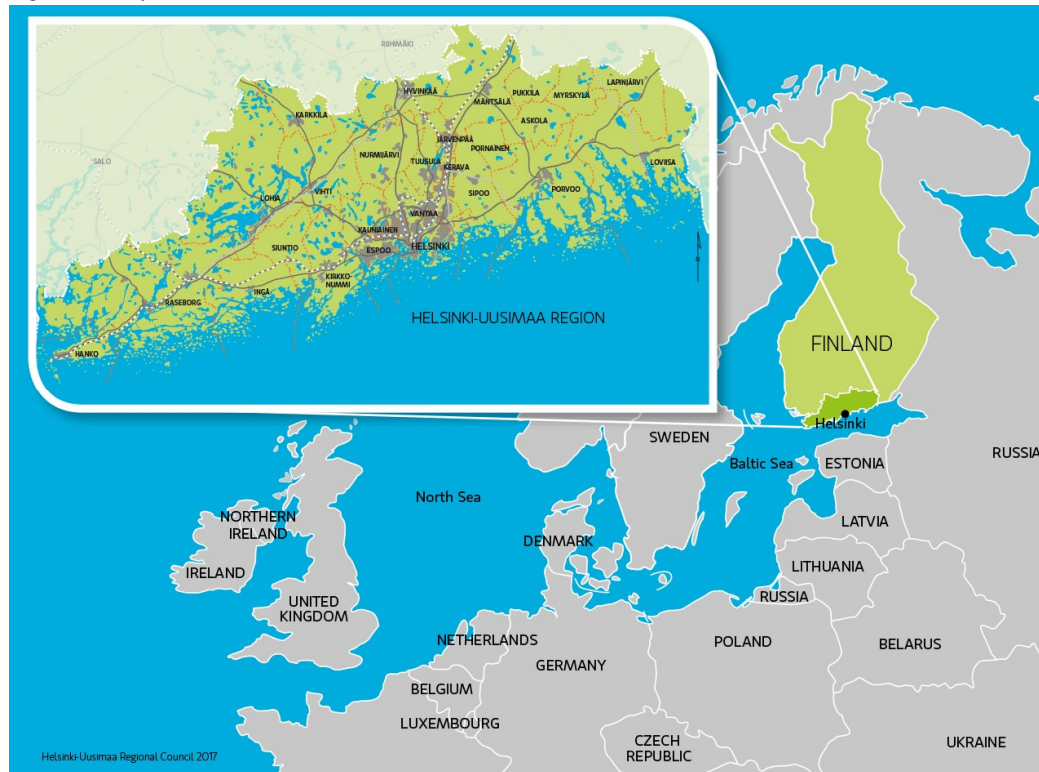 RIIHIMÄKI
HYVINKÄÄ
MÄNTSÄLÄ
PUKKILA
MYRSKYLÄ
LAPINJÄRVI
KARKKILA
ASKOLA
JÄRVENPÄÄ
PORNAINEN
NURMIJÄRVI
TUUSULA
KERAVA
SALO
LOVIISA
VIHTI
LOHJA
SIPOO
PORVOO
VANTAA
KAUNIAINEN
HELSINKI
ESPOO
SIUNTIO
KIRKKO-
NUMMI
INGÅ
RASEBORG
HANKO
HELSINKI-UUSIMAA REGION
FINLAND
Helsinki
SWEDEN
Baltic Sea
ESTONIA
RUSSIA
North Sea
LATVIA
NORTHERN
IRELAND
DENMARK
LITHUANIA
IRELAND
RUSSIA
UNITED
KINGDOM
NETHERLANDS
POLAND
BELARUS
GERMANY
BELGIUM
LUXEMBOURG
CZECH
REPUBLIC
UKRAINE
Helsinki-Uusimaa Regional Council 2017